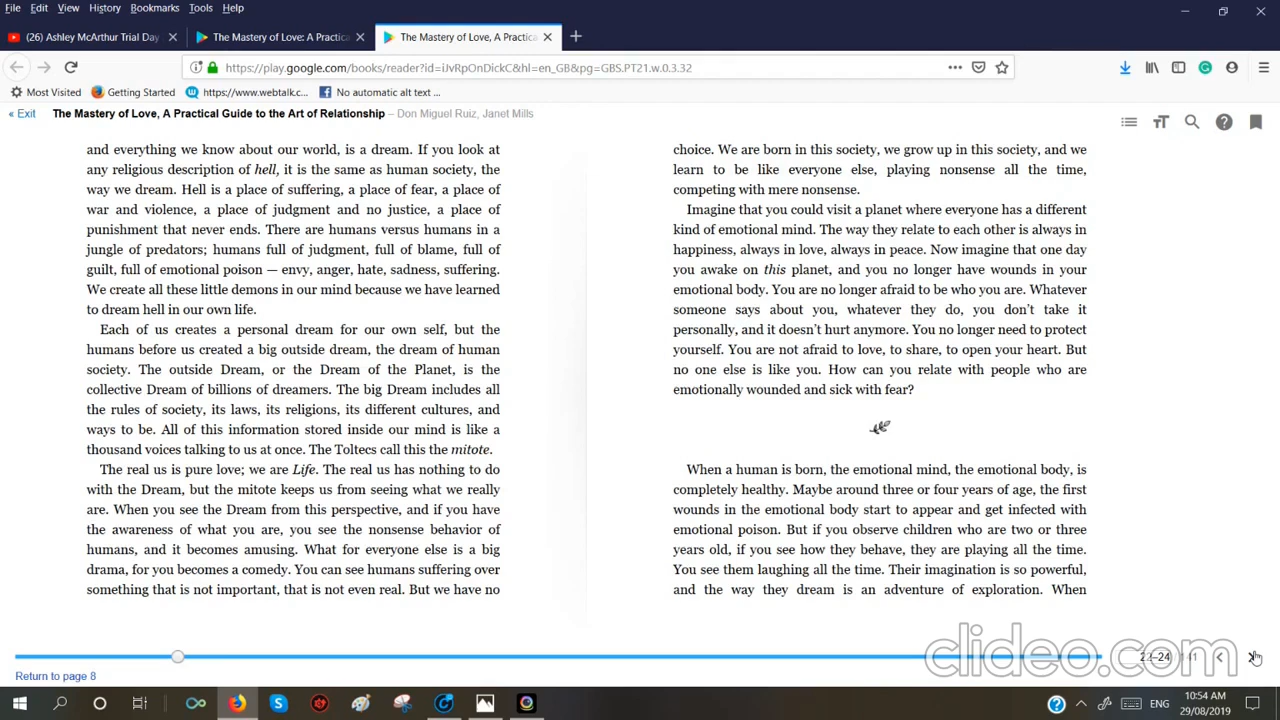 File Edit View History Bookmarks Tools Help
(26) Ashley McArthur Trial Day
The Mastery of Love: A Practica
The Mastery of Love, A Practica
https://play.google.com/books/reader?id=iJvRpOnDickC&hl=en_GB&pg=GBS.PT21.w.0.3.32
Most Visited Getting Started https://www.webtalk.c... No automatic alt text ...
« Exit The Mastery of Love, A Practical Guide to the Art of Relationship – Don Miguel Ruiz, Janet Mills
and everything we know about our world, is a dream. If you look at
any religious description of hell, it is the same as human society, the
way we dream. Hell is a place of suffering, a place of fear, a place of
war and violence, a place of judgment and no justice, a place of
punishment that never ends. There are humans versus humans in a
jungle of predators; humans full of judgment, full of blame, full of
guilt, full of emotional poison — envy, anger, hate, sadness, suffering.
We create all these little demons in our mind because we have learned
to dream hell in our own life.
Each of us creates a personal dream for our own self, but the
humans before us created a big outside dream, the dream of human
society. The outside Dream, or the Dream of the Planet, is the
collective Dream of billions of dreamers. The big Dream includes all
the rules of society, its laws, its religions, its different cultures, and
ways to be. All of this information stored inside our mind is like a
thousand voices talking to us at once. The Toltecs call this the mitote.
The real us is pure love; we are Life. The real us has nothing to do
with the Dream, but the mitote keeps us from seeing what we really
are. When you see the Dream from this perspective, and if you have
the awareness of what you are, you see the nonsense behavior of
humans, and it becomes amusing. What for everyone else is a big
drama, for you becomes a comedy. You can see humans suffering over
something that is not important, that is not even real. But we have no
choice. We are born in this society, we grow up in this society, and we
learn to be like everyone else, playing nonsense all the time,
competing with mere nonsense.
Imagine that you could visit a planet where everyone has a different
kind of emotional mind. The way they relate to each other is always in
happiness, always in love, always in peace. Now imagine that one day
you awake on this planet, and you no longer have wounds in your
emotional body. You are no longer afraid to be who you are. Whatever
someone says about you, whatever they do, you don't take it
personally, and it doesn't hurt anymore. You no longer need to protect
yourself. You are not afraid to love, to share, to open your heart. But
no one else is like you. How can you relate with people who are
emotionally wounded and sick with fear?
When a human is born, the emotional mind, the emotional body, is
completely healthy. Maybe around three or four years of age, the first
wounds in the emotional body start to appear and get infected with
emotional poison. But if you observe children who are two or three
years old, if you see how they behave, they are playing all the time.
You see them laughing all the time. Their imagination is so powerful,
and the way they dream is an adventure of exploration. When
clideo.com
22–24
Return to page 8
ENG
10:54 AM
29/08/2019